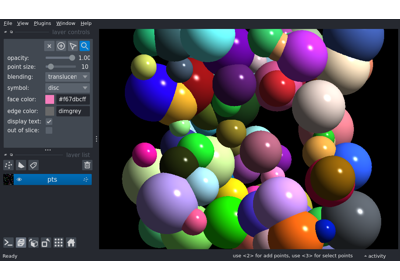 File View Plugins Window Help
layer controls
opacity: 1.00
point size: 10
blending: translucen
symbol: disc
face color: #f67dbcff
edge color: dimgrey
display text:
out of slice:
layer list
pts
Ready
use <2> for add points, use <3> for select points
activity